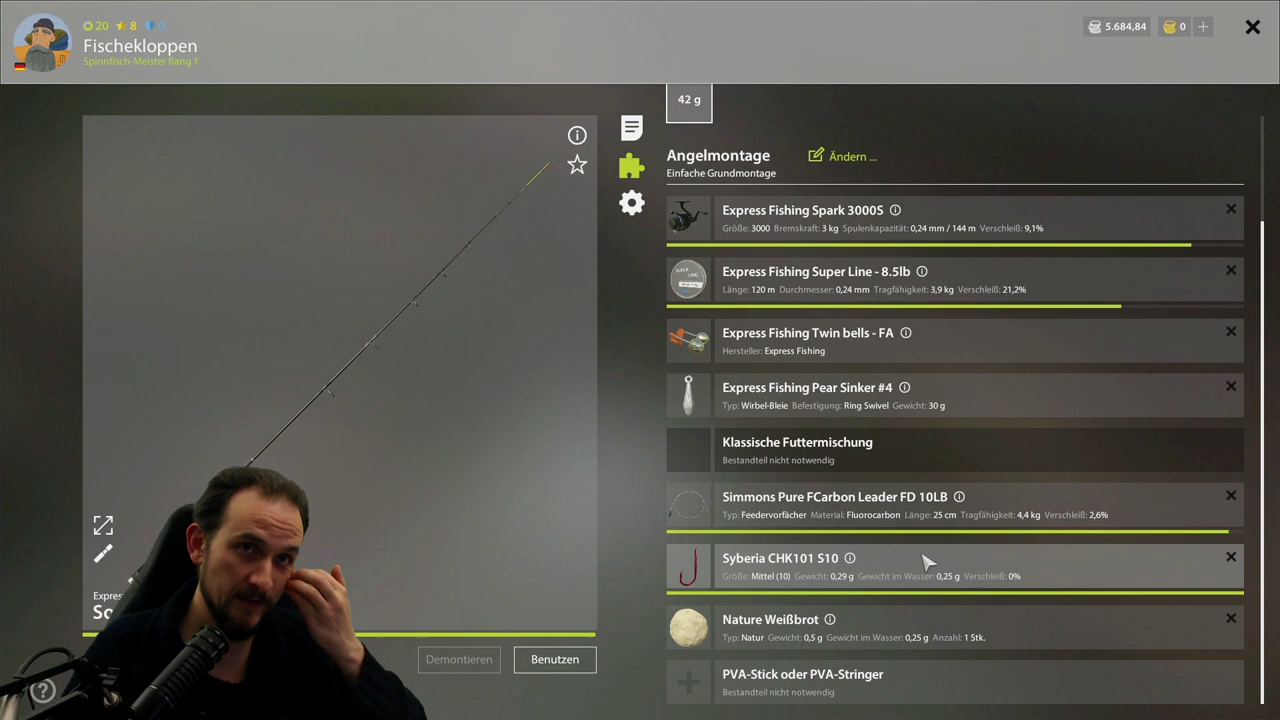 20 8 0
Fischekloppen
Spinnfisch-Meister Rang 1
5.684,84
0 +
42 g
Angelmontage
Ändern ...
Einfache Grundmontage
Express Fishing Spark 3000S
Größe: 3000 Bremskraft: 3 kg Spulenkapazität: 0,24 mm / 144 m Verschleiß: 9,1%
Express Fishing Super Line - 8.5lb
Länge: 120 m Durchmesser: 0,24 mm Tragfähigkeit: 3,9 kg Verschleiß: 21,2%
Express Fishing Twin bells - FA
Hersteller: Express Fishing
Express Fishing Pear Sinker #4
Typ: Wirbel-Bleie Befestigung: Ring Swivel Gewicht: 30 g
Klassische Futtermischung
Bestandteil nicht notwendig
Simmons Pure FCarbon Leader FD 10LB
Typ: Feedervorfächer Material: Fluorocarbon Länge: 25 cm Tragfähigkeit: 4,4 kg Verschleiß: 2,6%
Syberia CHK101 S10
Größe: Mittel (10) Gewicht: 0,29 g Gewicht im Wasser: 0,25 g Verschleiß: 0%
Nature Weißbrot
Typ: Natur Gewicht: 0,5 g Gewicht im Wasser: 0,25 g Anzahl: 1 Stk.
PVA-Stick oder PVA-Stringer
Bestandteil nicht notwendig
Expres
Demontieren
Benutzen
?